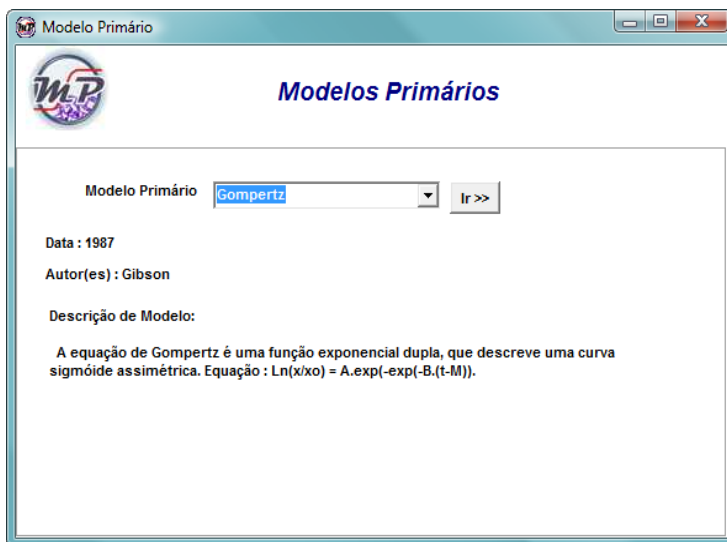 Modelo Primário
MP
Modelos Primários
Modelo Primário Gompertz Ir >>
Data : 1987
Autor(es) : Gibson
Descrição de Modelo:
A equação de Gompertz é uma função exponencial dupla, que descreve uma curva
sigmóide assimétrica. Equação : Ln(x/xo) = A.exp(-exp(-B.(t-M)).